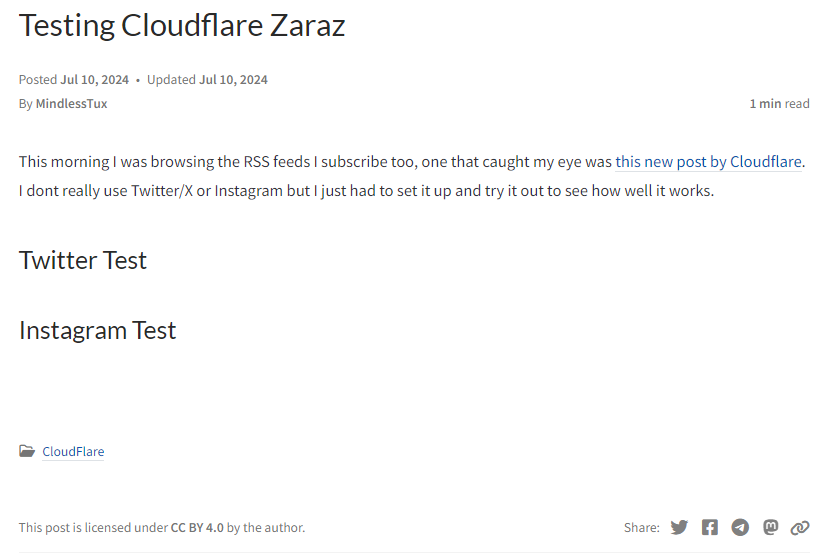 Testing Cloudflare Zaraz
Posted Jul 10, 2024 • Updated Jul 10, 2024
By MindlessTux
1 min read
This morning I was browsing the RSS feeds I subscribe too, one that caught my eye was this new post by Cloudflare.
I dont really use Twitter/X or Instagram but I just had to set it up and try it out to see how well it works.
Twitter Test
Instagram Test
CloudFlare
This post is licensed under CC BY 4.0 by the author.
Share: